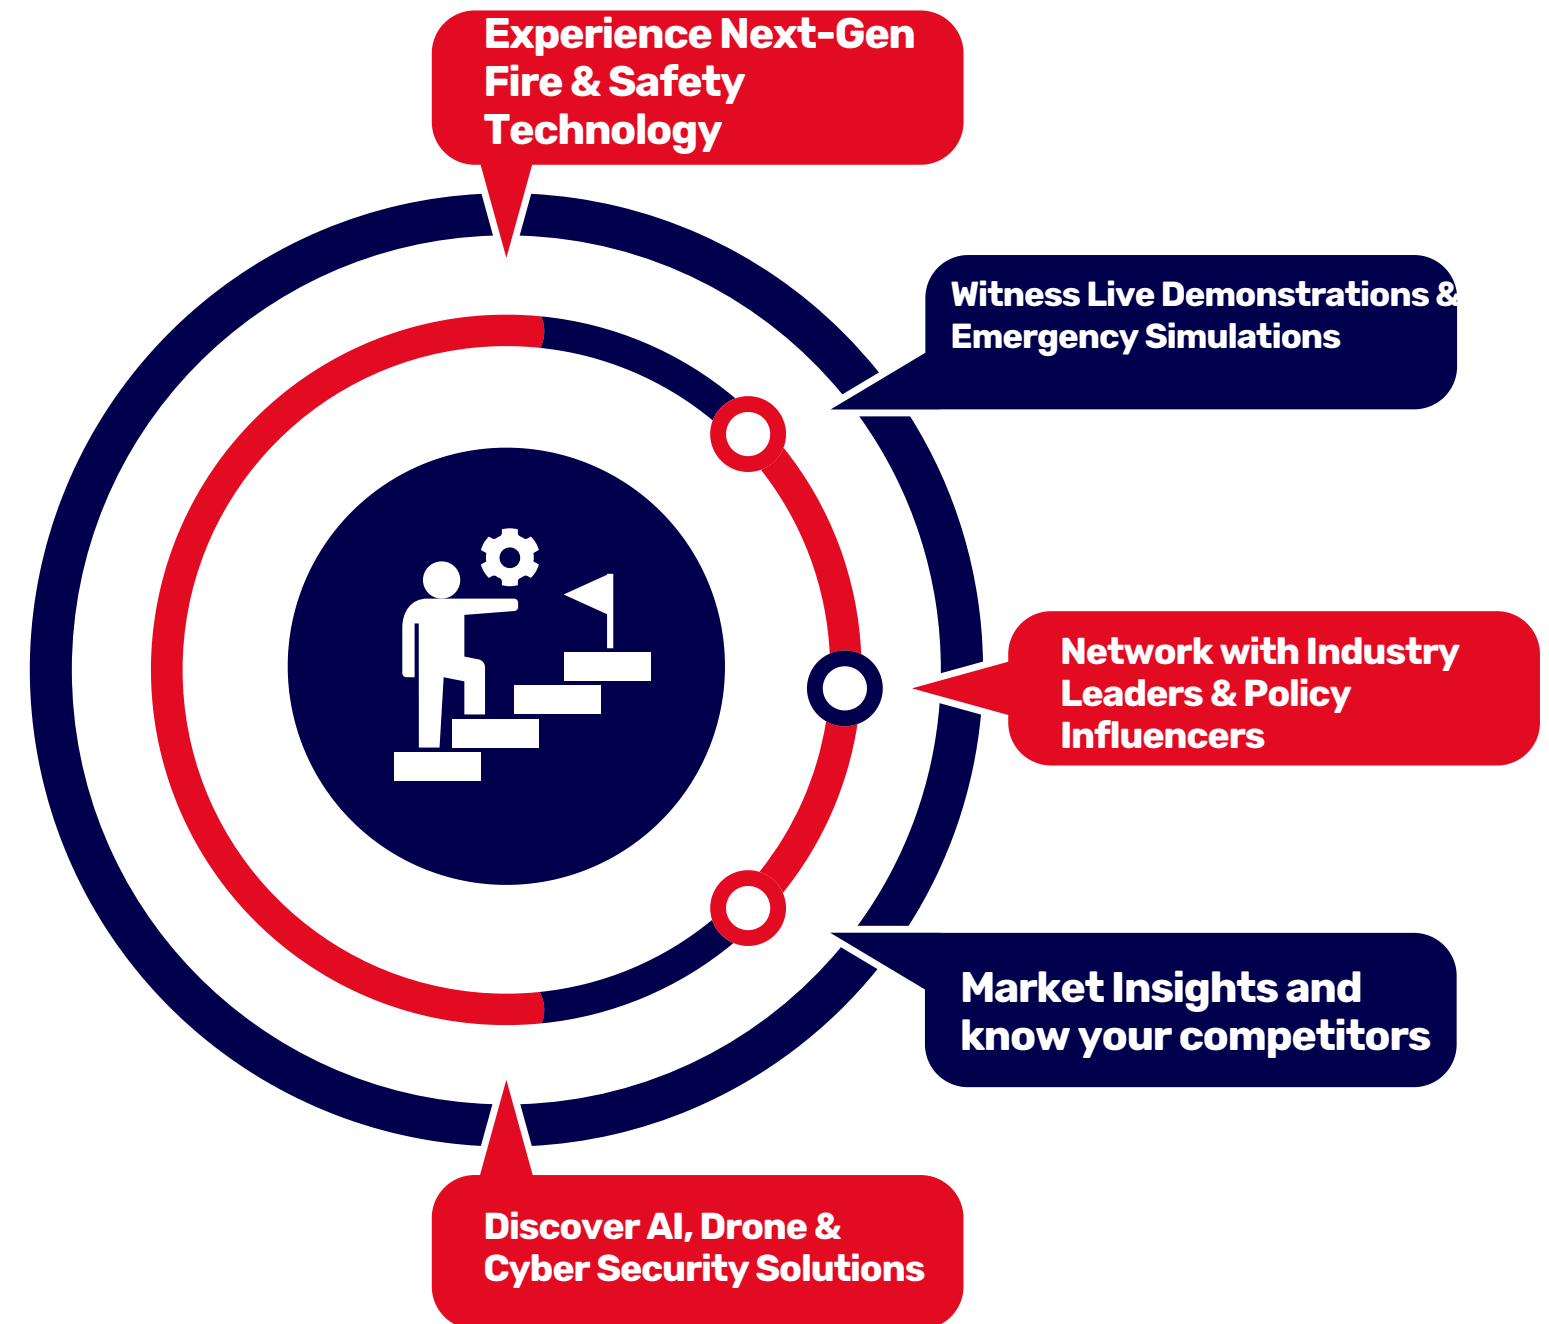 Experience Next-Gen
Fire & Safety
Technology
Witness Live Demonstrations &
Emergency Simulations
Network with Industry
Leaders & Policy
Influencers
Market Insights and
know your competitors
Discover AI, Drone &
Cyber Security Solutions